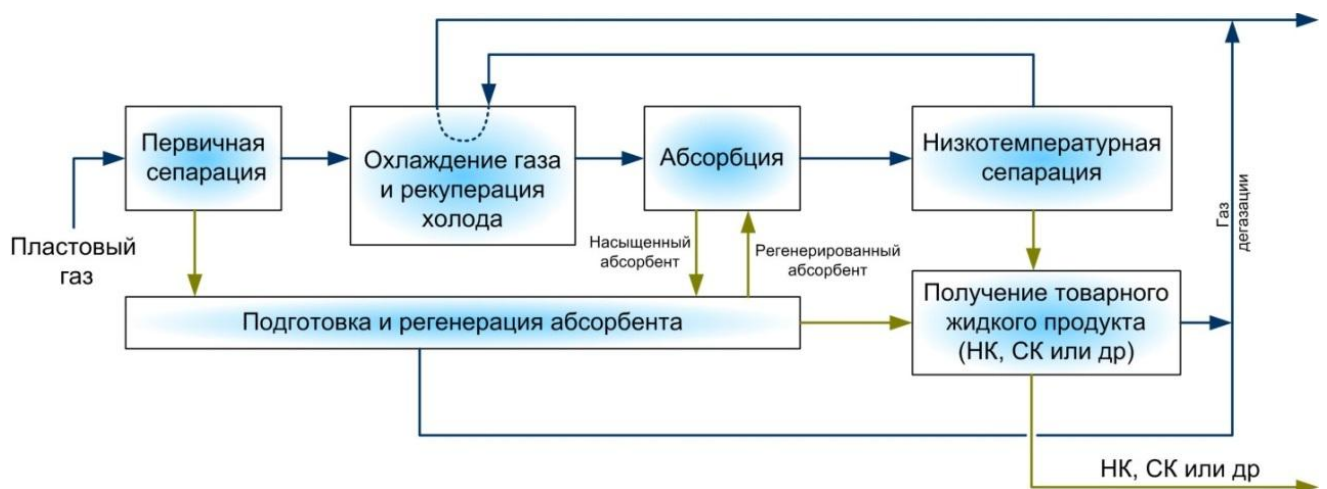 Первичная
сепарация
Охлаждение газа
и рекуперация
холода
Абсорбция
Низкотемпературная
сепарация
Пластовый
газ
Насыщенный
абсорбент
Регенерированный
абсорбент
Газ
дегазации
Подготовка и регенерация абсорбента
Получение товарного
жидкого продукта
(НК, СК или др)
НК, СК или др